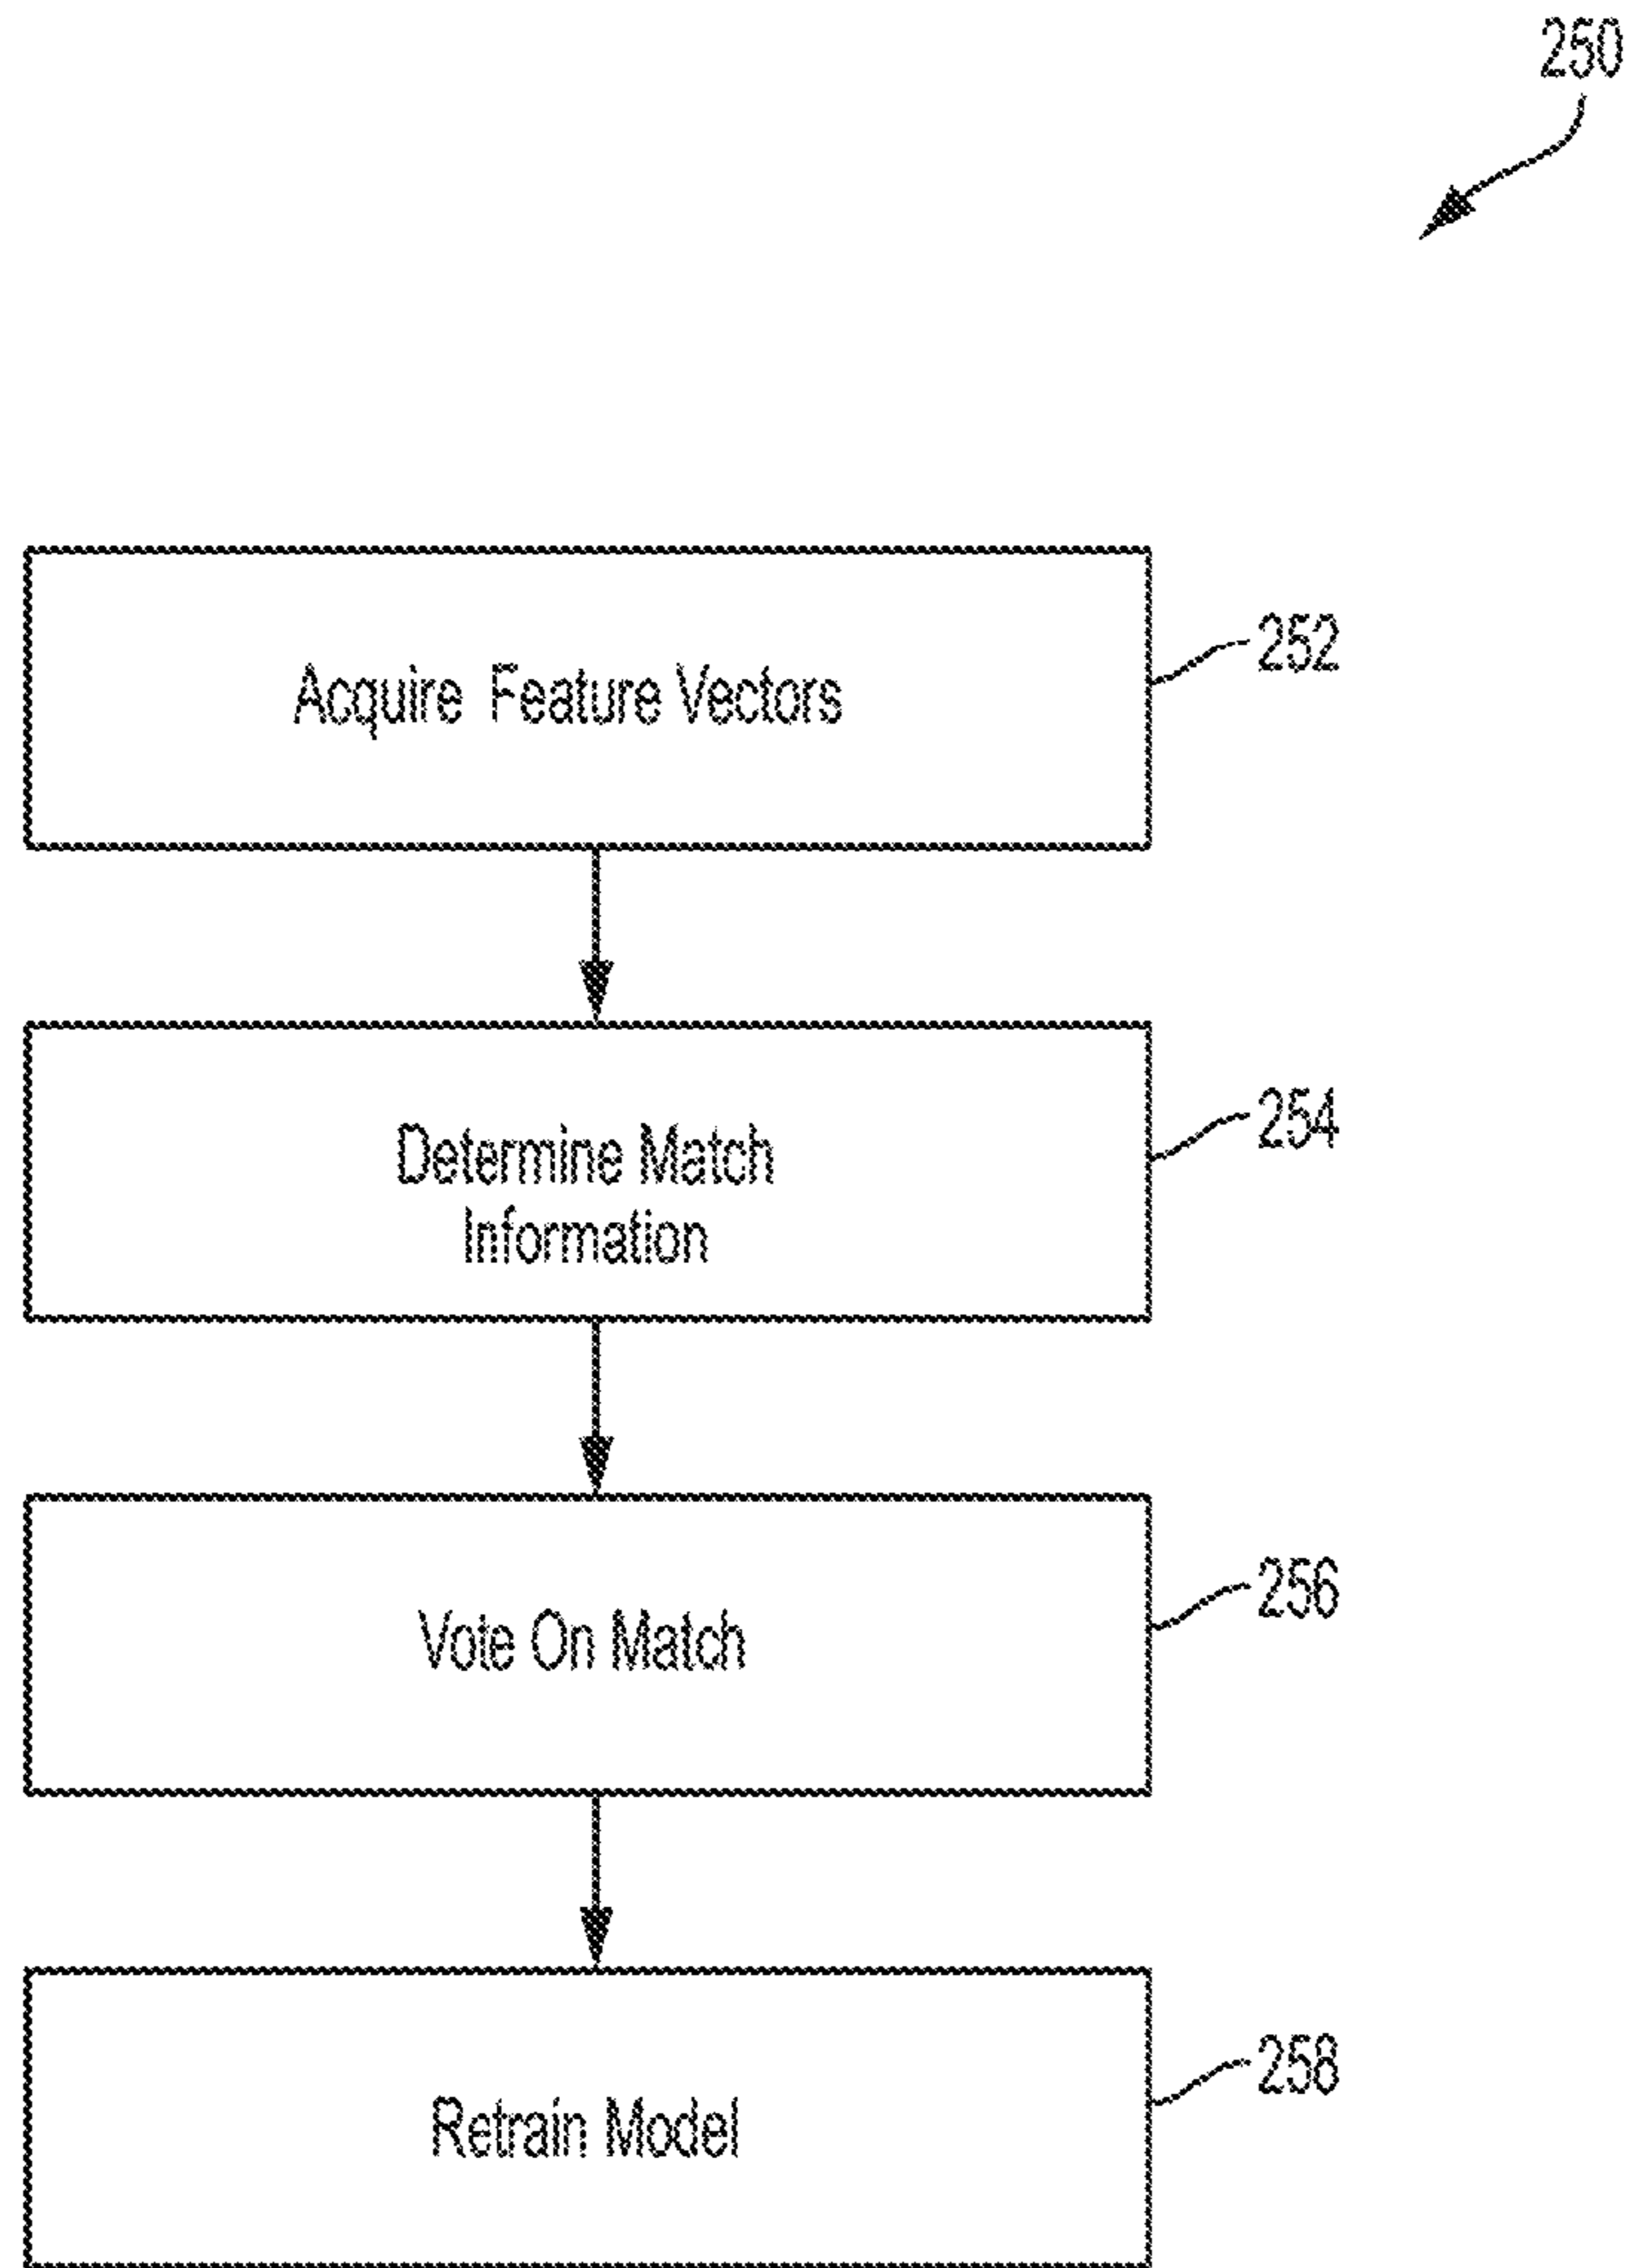 250
Acquire Feature Vectors
252
Determine Match
Information
254
Vote On Match
256
Retrain Model
258